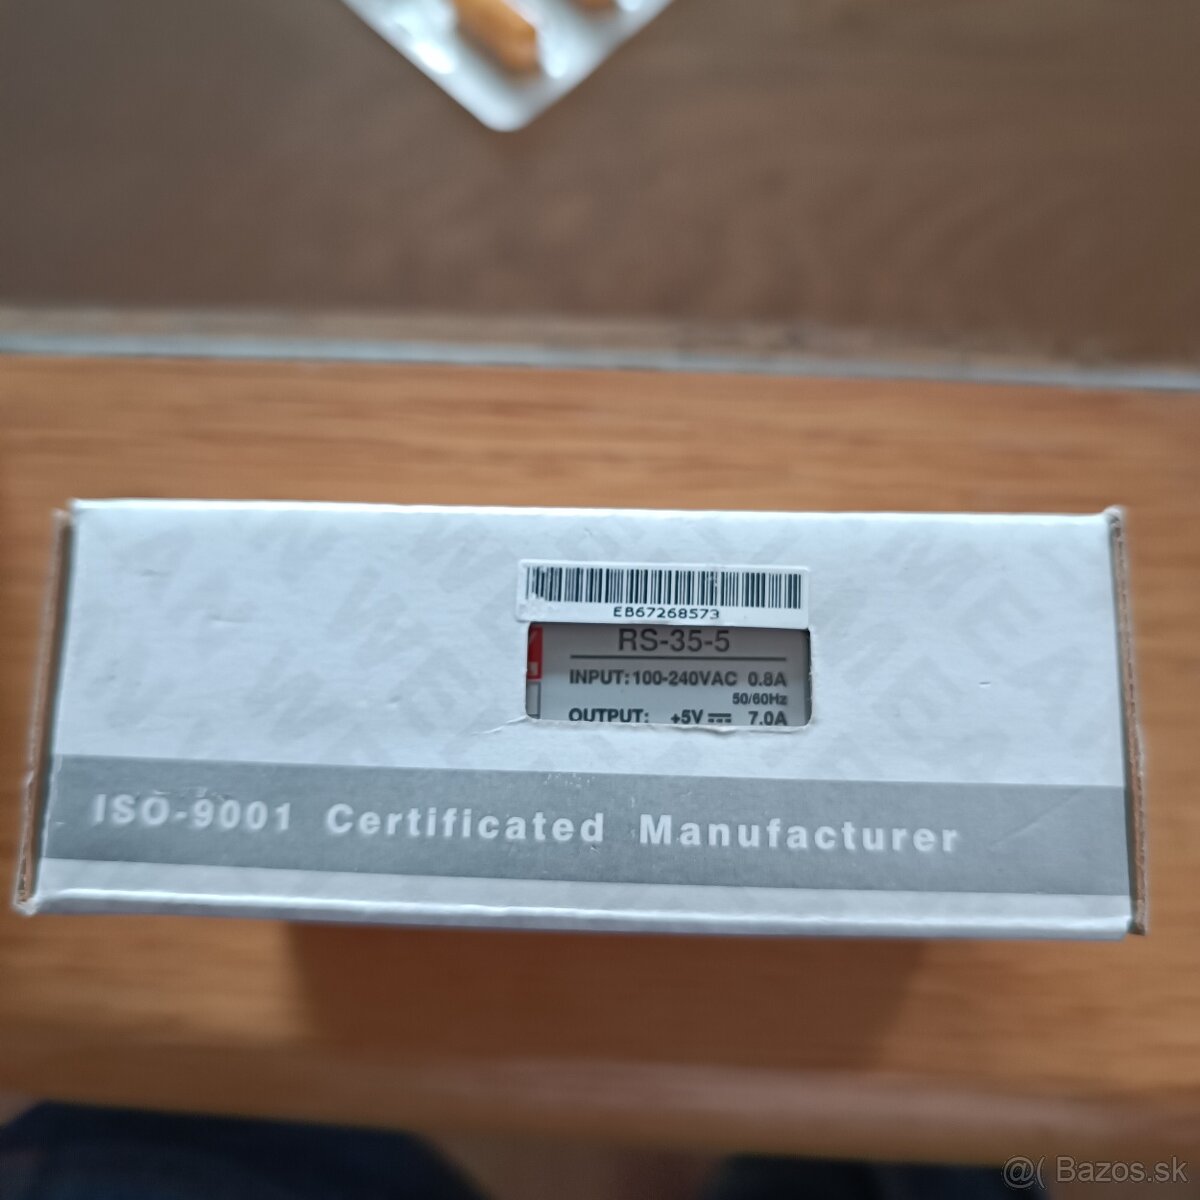 EB67268573
RS-35-5
INPUT: 100-240VAC 0.8A
50/60Hz
OUTPUT: +5V ⎓ 7.0A
ISO-9001 Certificated Manufacturer
@( Bazos.sk